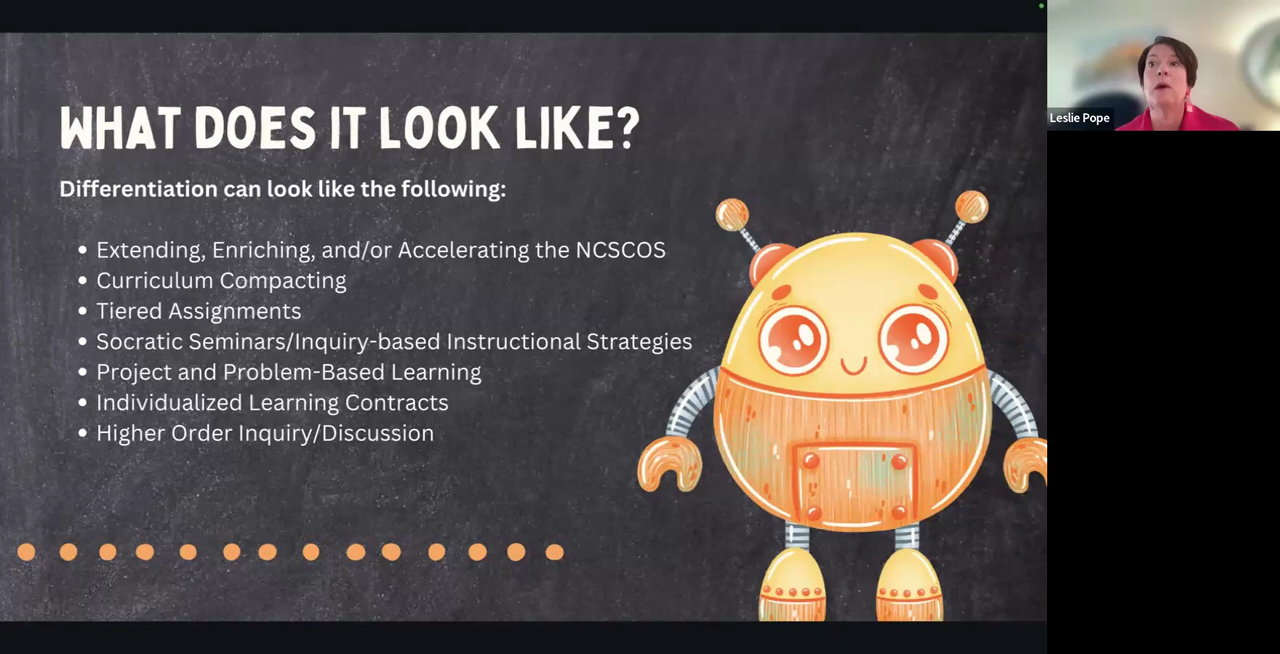 WHAT DOES IT LOOK LIKE?
Differentiation can look like the following:
• Extending, Enriching, and/or Accelerating the NCSCOS
• Curriculum Compacting
• Tiered Assignments
• Socratic Seminars/Inquiry-based Instructional Strategies
• Project and Problem-Based Learning
• Individualized Learning Contracts
• Higher Order Inquiry/Discussion
Leslie Pope